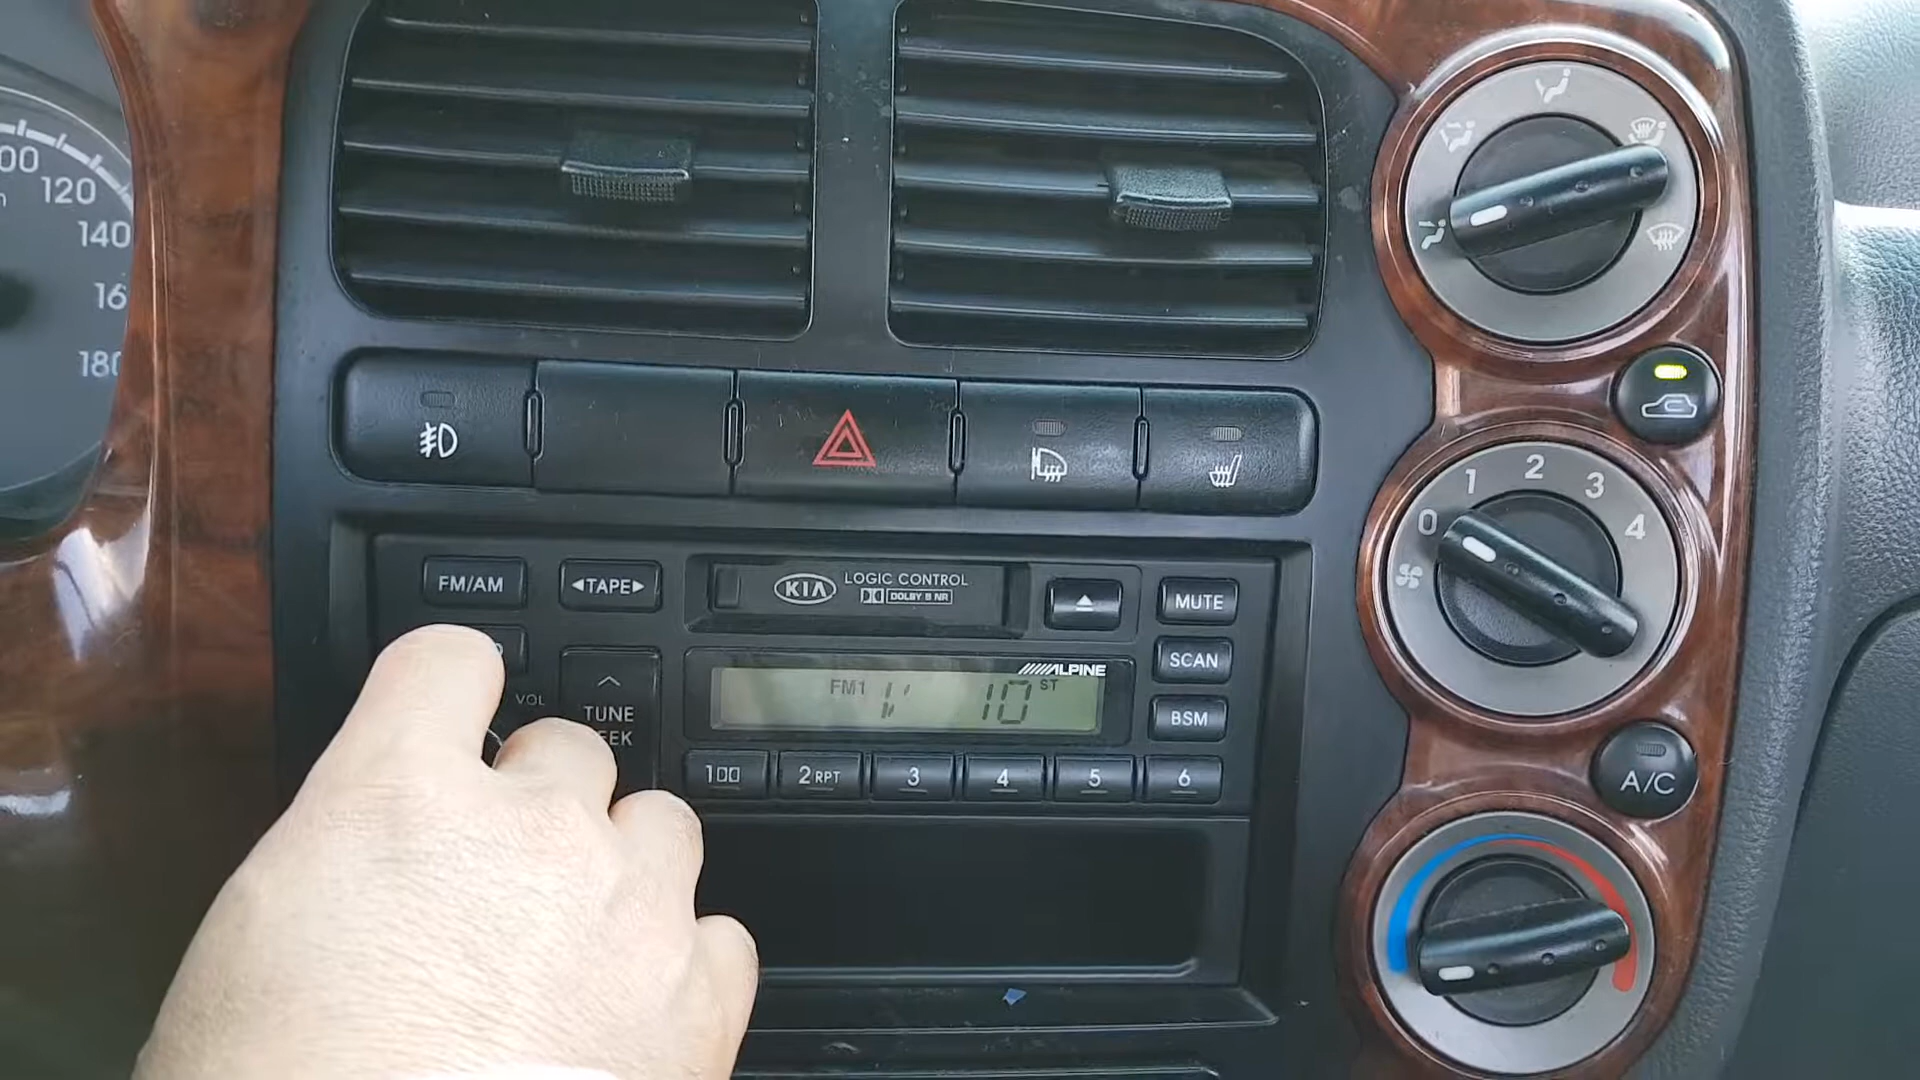 120
140
180
1 2 3
0 4
FM/AM
◀TAPE▶
KIA
LOGIC CONTROL
DOLBY B NR
MUTE
SCAN
ALPINE
VOL
TUNE
FM1 V 10 ST
BSM
1 2 RPT 3 4 5 6
A/C